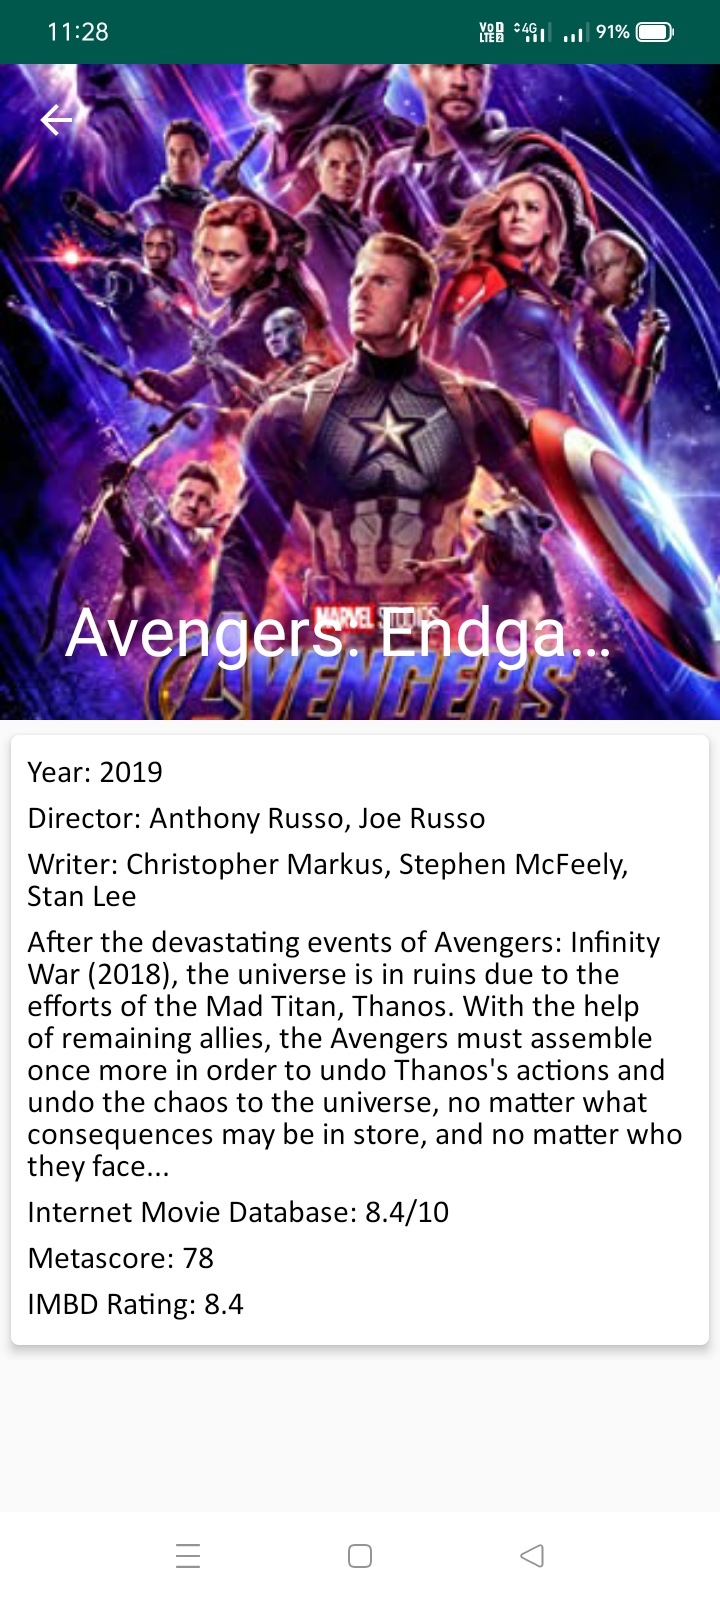 11:28
VoD
LTE 2
4G
91%
MARVEL STUDIOS
Avengers: Endga...
AVENGERS
Year: 2019
Director: Anthony Russo, Joe Russo
Writer: Christopher Markus, Stephen McFeely,
Stan Lee
After the devastating events of Avengers: Infinity
War (2018), the universe is in ruins due to the
efforts of the Mad Titan, Thanos. With the help
of remaining allies, the Avengers must assemble
once more in order to undo Thanos's actions and
undo the chaos to the universe, no matter what
consequences may be in store, and no matter who
they face...
Internet Movie Database: 8.4/10
Metascore: 78
IMBD Rating: 8.4